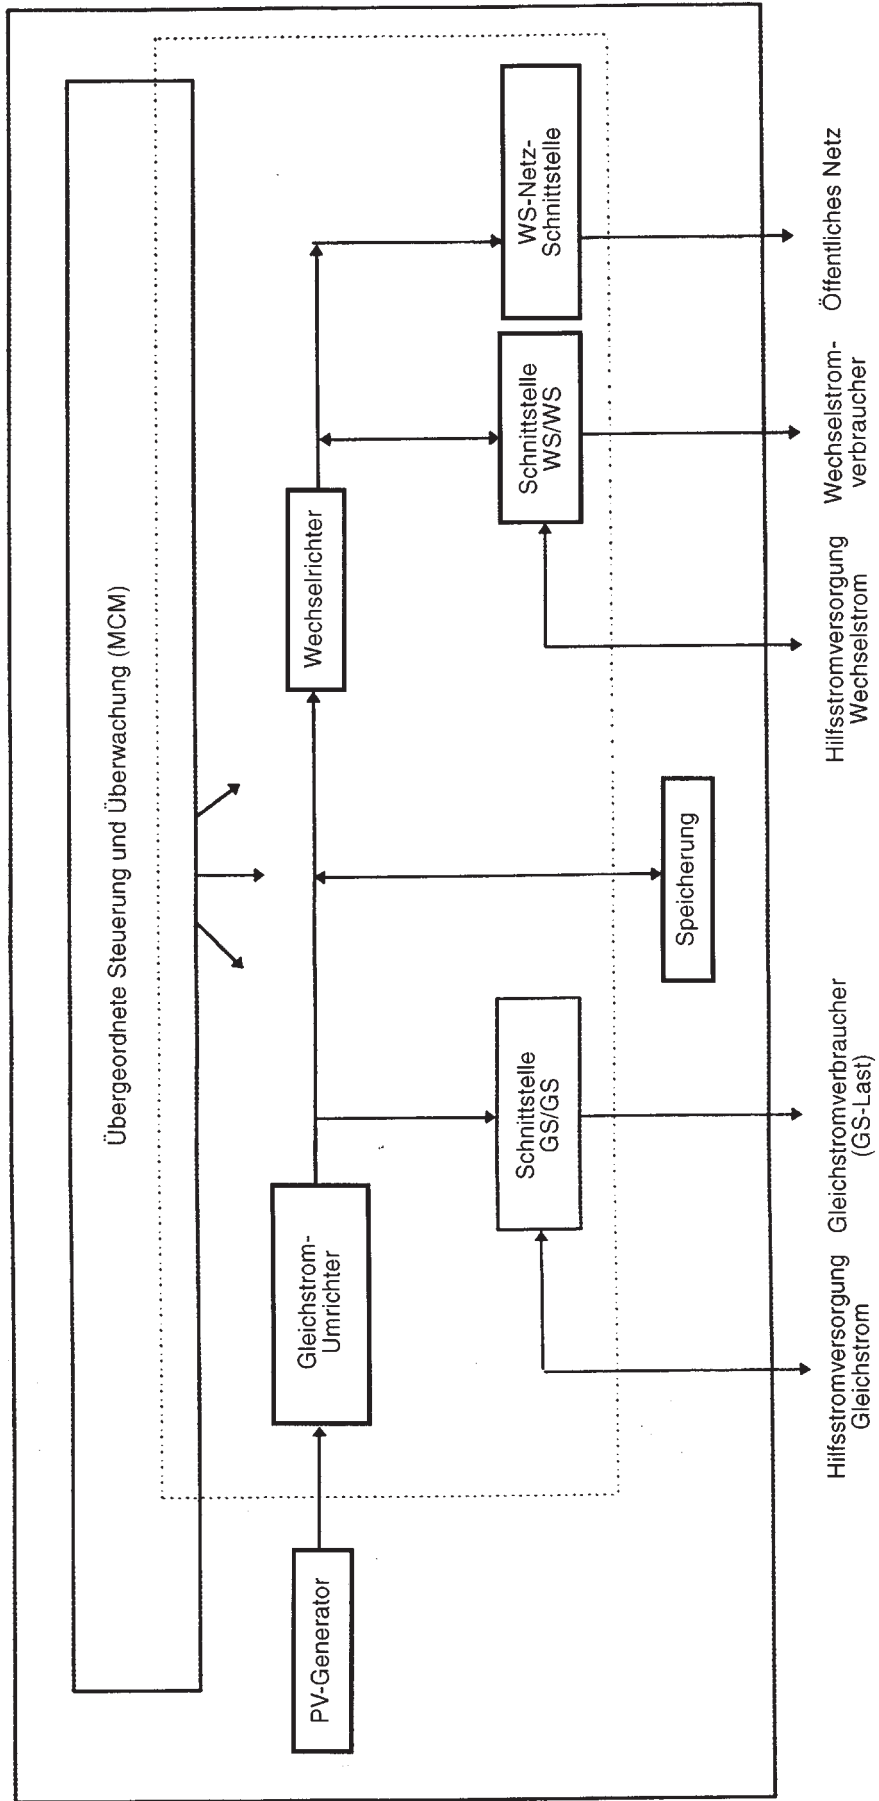 Übergeordnete Steuerung und Überwachung (MCM)
PV-Generator
Gleichstrom-
Umrichter
Wechselrichter
Schnittstelle
GS/GS
Speicherung
Schnittstelle
WS/WS
WS-Netz-
Schnittstelle
Hilfsstromversorgung
Gleichstrom
Gleichstromverbraucher
(GS-Last)
Hilfsstromversorgung
Wechselstrom
Wechselstrom-
verbraucher
Öffentliches Netz